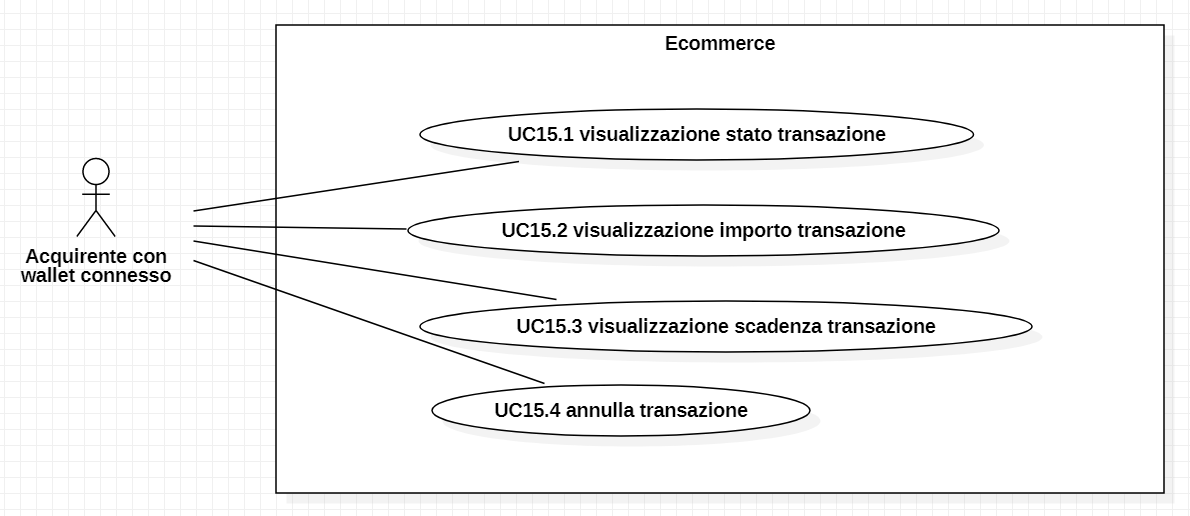 Ecommerce
UC15.1 visualizzazione stato transazione
UC15.2 visualizzazione importo transazione
Acquirente con
wallet connesso
UC15.3 visualizzazione scadenza transazione
UC15.4 annulla transazione